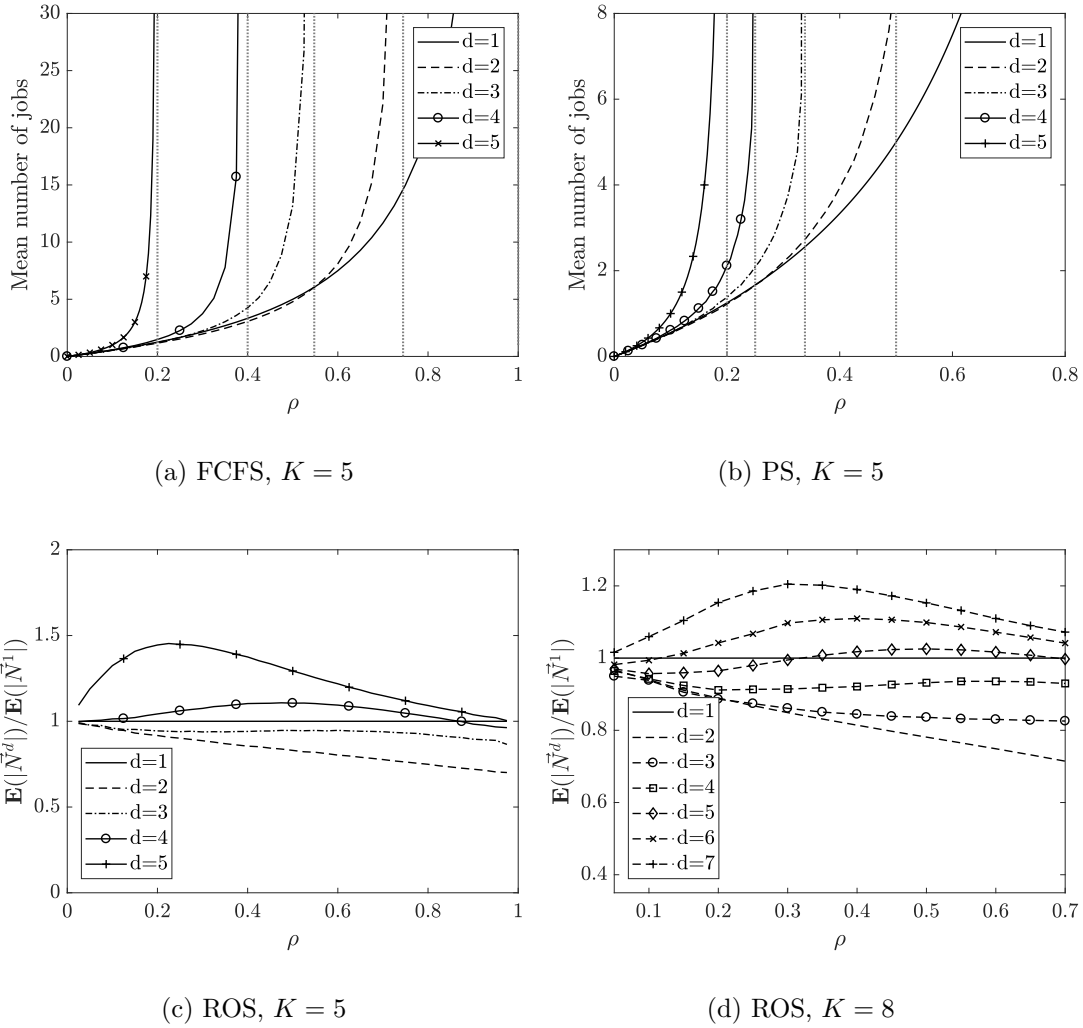 30
25
20
15
10
5
0
Mean number of jobs
d=1
d=2
d=3
d=4
d=5
0 0.2 0.4 0.6 0.8 1
ρ
(a) FCFS, K = 5
8
6
4
2
0
Mean number of jobs
d=1
d=2
d=3
d=4
d=5
0 0.2 0.4 0.6 0.8
ρ
(b) PS, K = 5
2
1.5
1
0.5
0
E(|N⃗^d|)/E(|N⃗^1|)
d=1
d=2
d=3
d=4
d=5
0 0.2 0.4 0.6 0.8 1
ρ
(c) ROS, K = 5
1.2
1
0.8
0.6
0.4
E(|N⃗^d|)/E(|N⃗^1|)
d=1
d=2
d=3
d=4
d=5
d=6
d=7
0.1 0.2 0.3 0.4 0.5 0.6 0.7
ρ
(d) ROS, K = 8